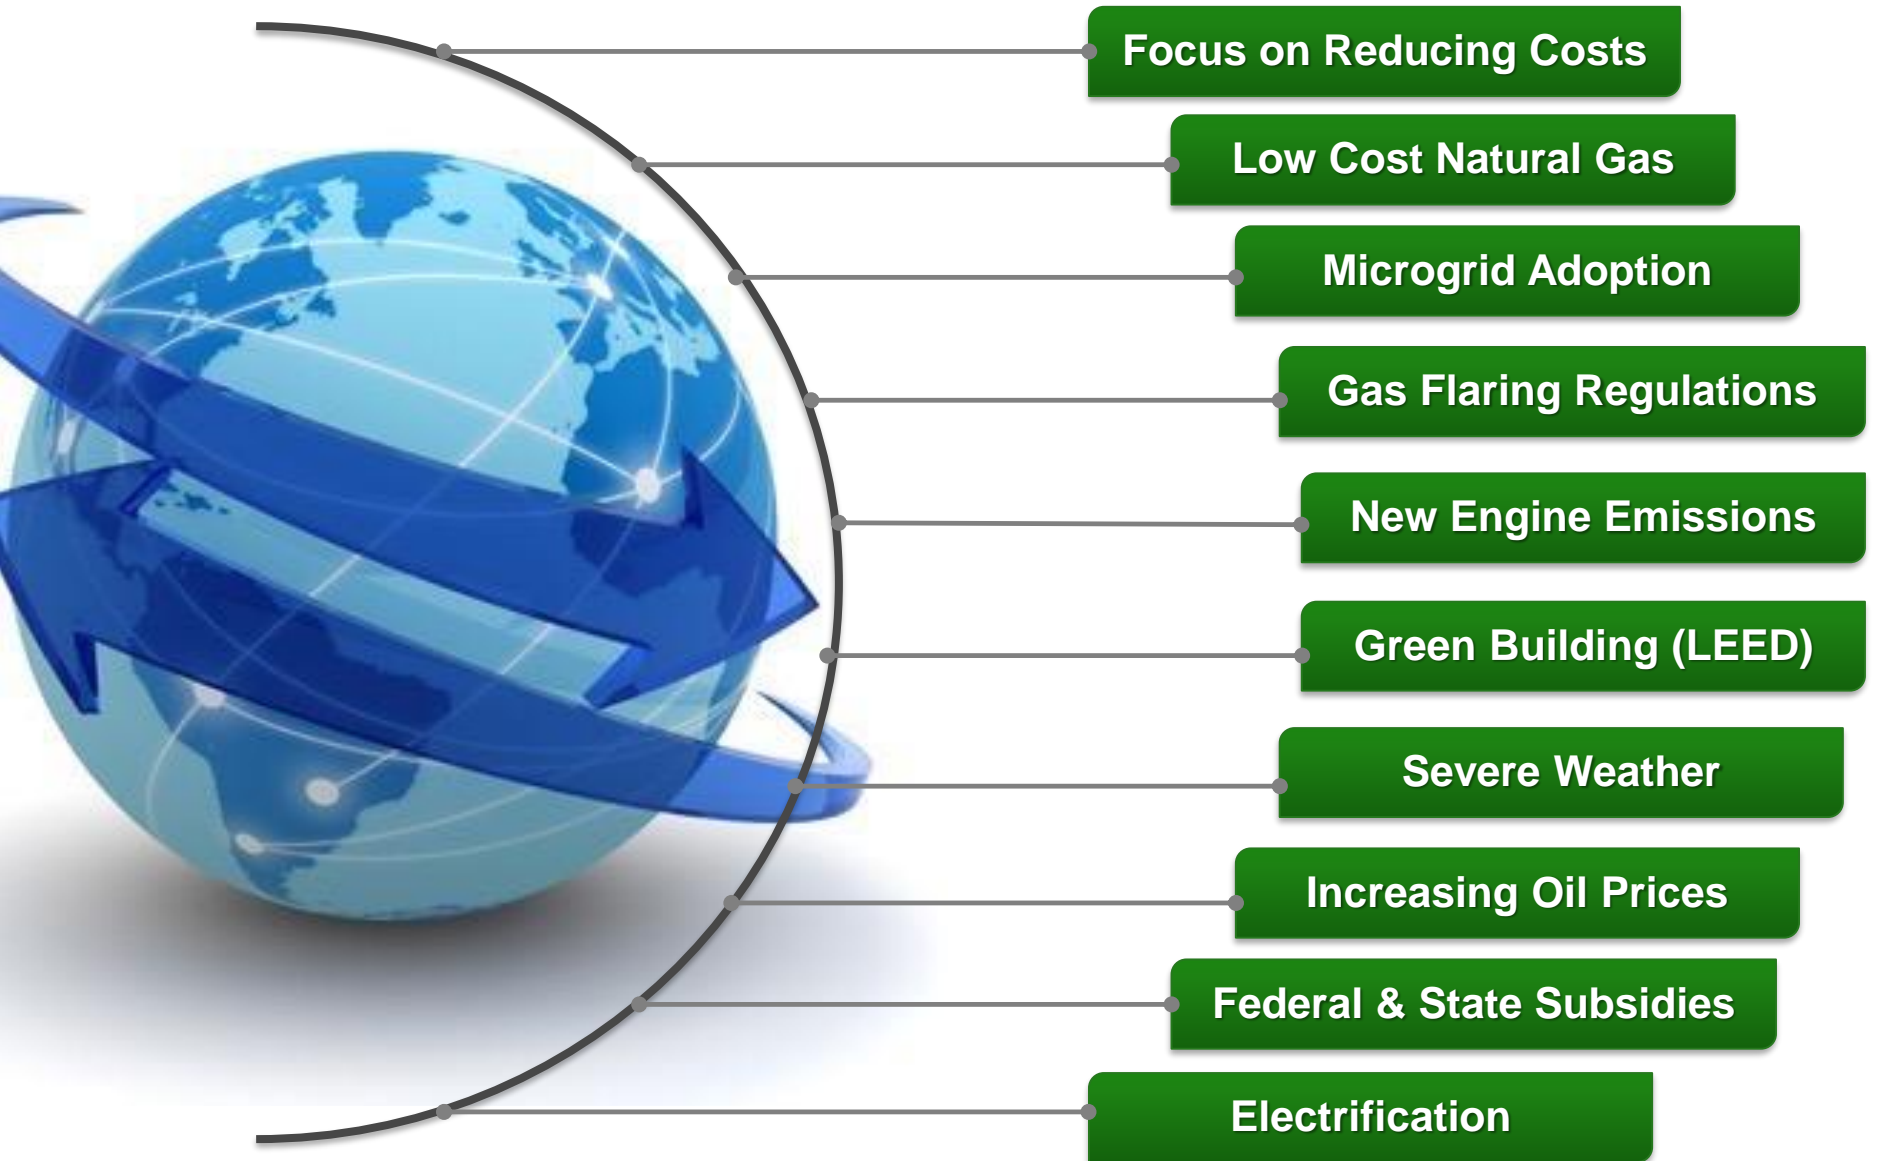 Focus on Reducing Costs
Low Cost Natural Gas
Microgrid Adoption
Gas Flaring Regulations
New Engine Emissions
Green Building (LEED)
Severe Weather
Increasing Oil Prices
Federal & State Subsidies
Electrification